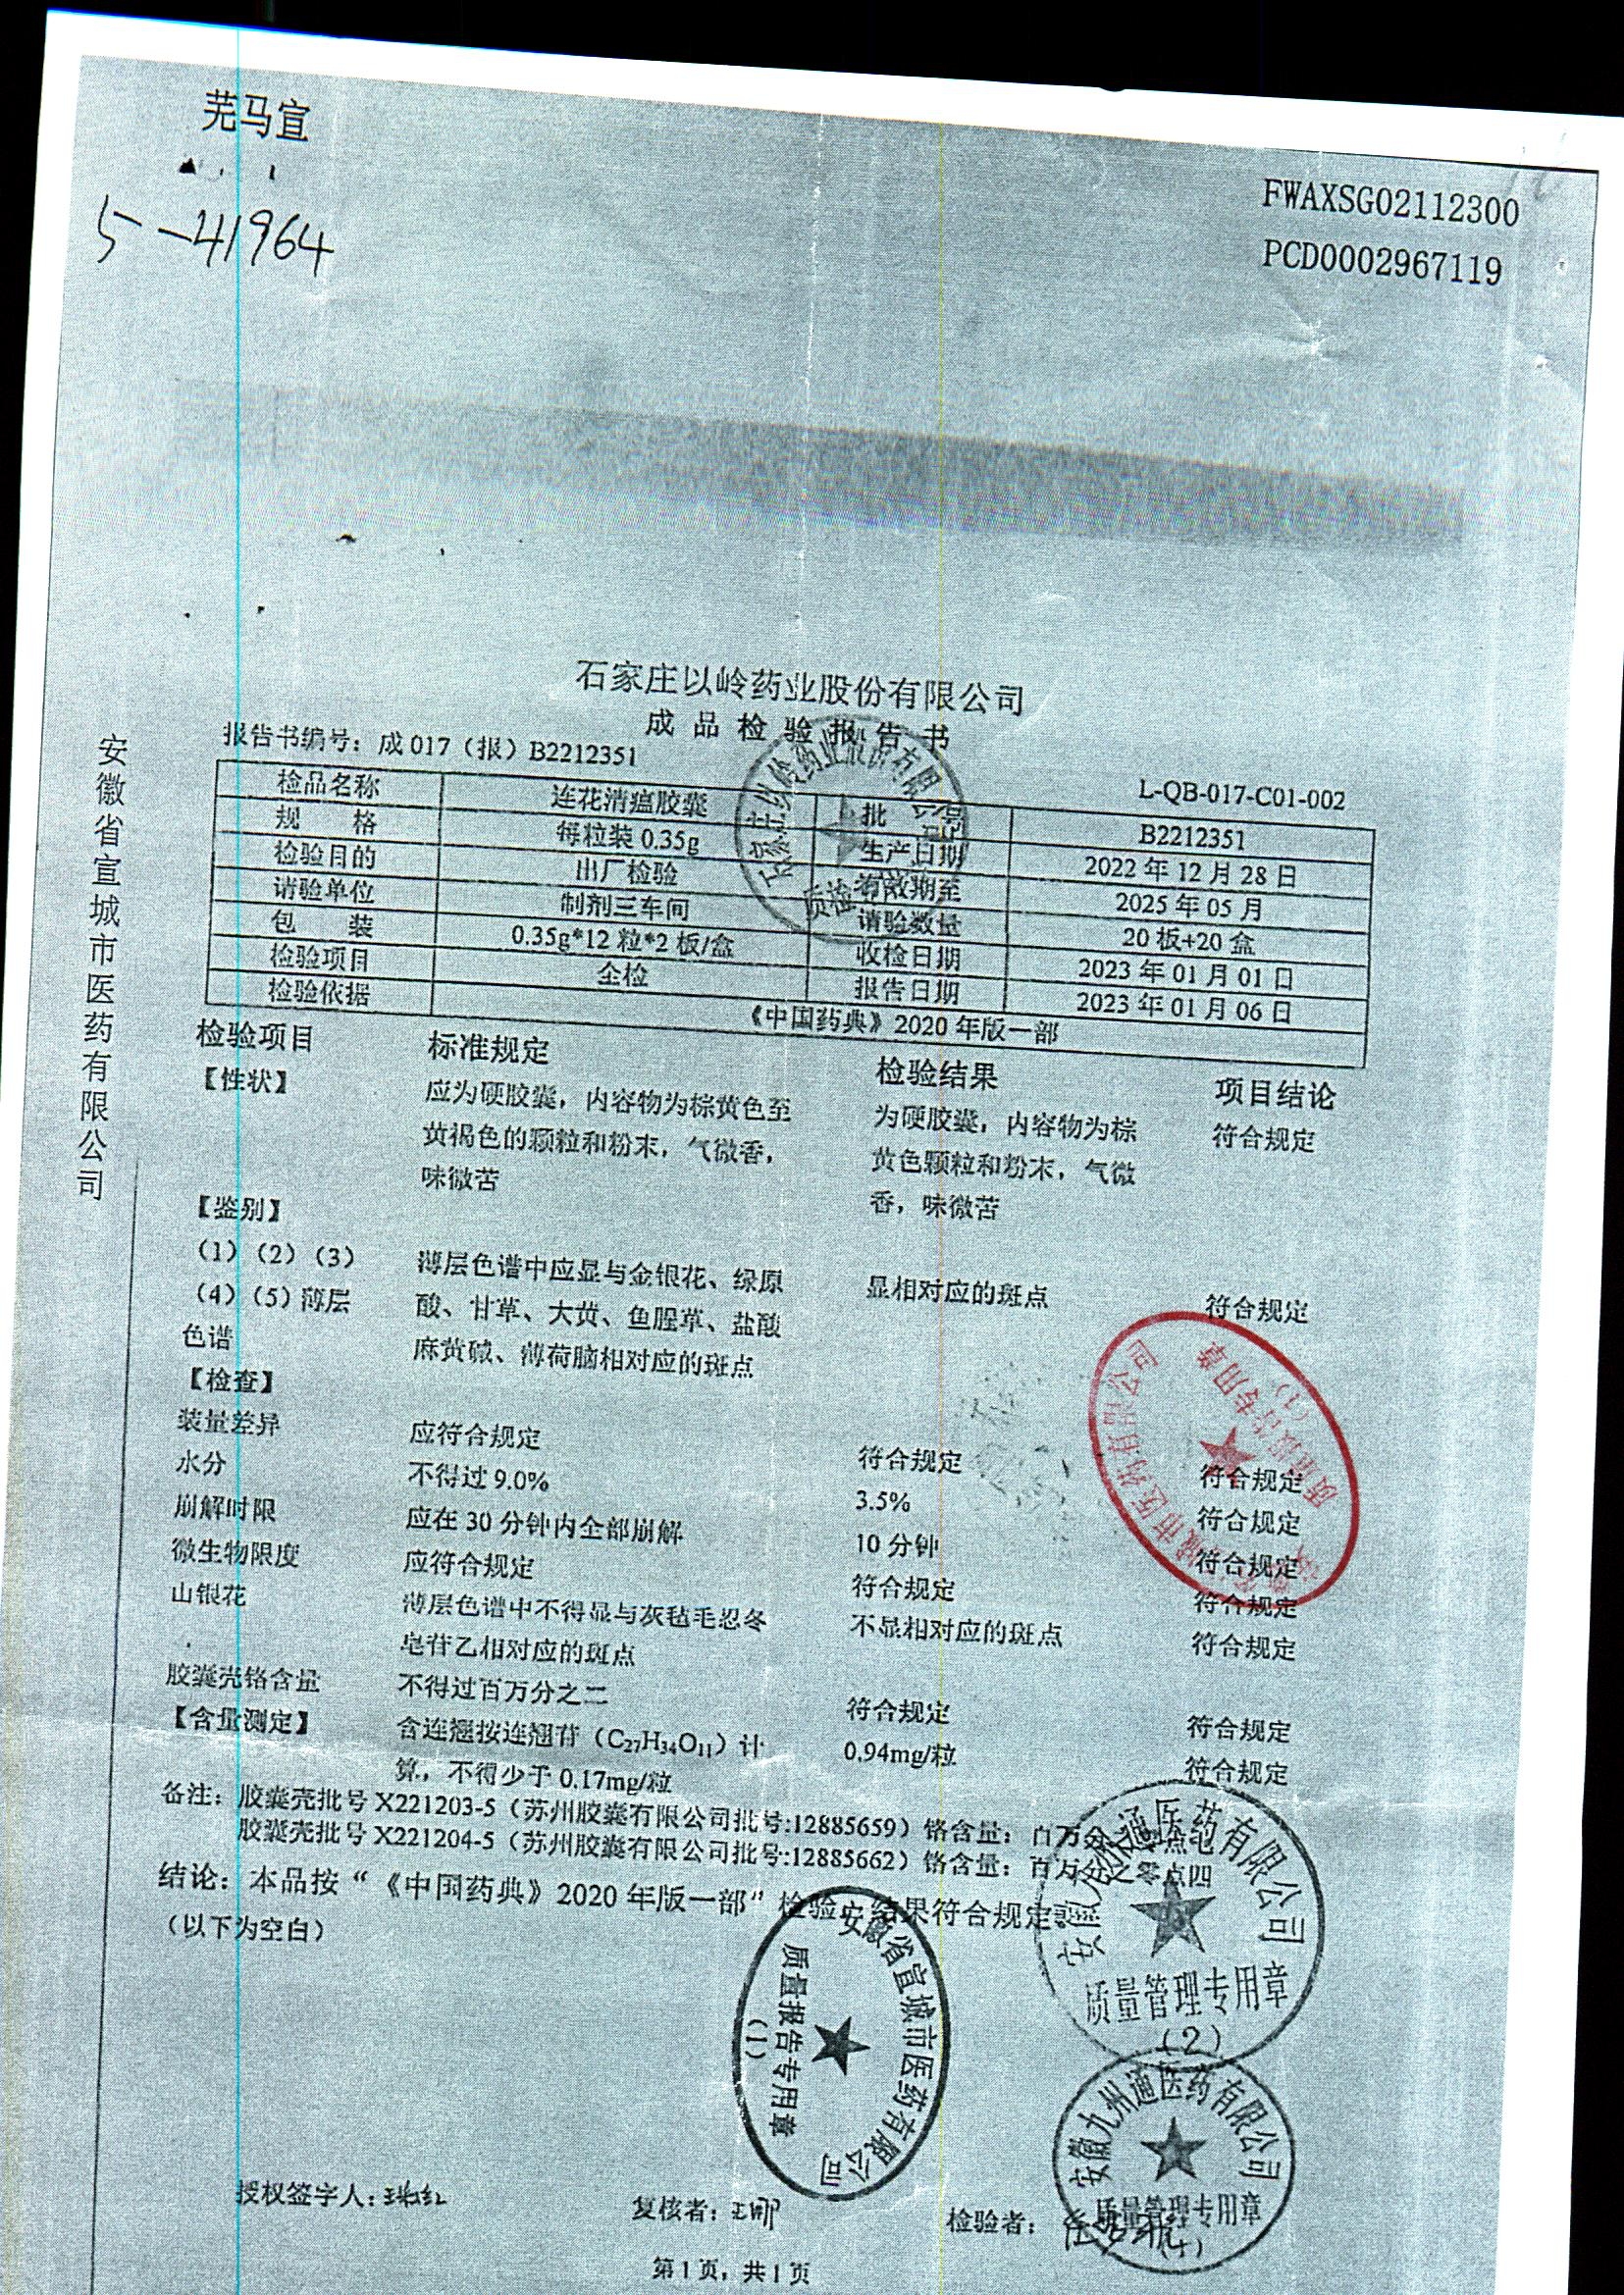 芜马宣
5-41964
FWAXSG02112300
PCD0002967119
安徽省宣城市医药有限公司
石家庄以岭药业股份有限公司
成品检验报告书
报告书编号：成017（报）B2212351
L-QB-017-C01-002
检品名称 连花清瘟胶囊 批号 B2212351
规格 每粒装0.35g 生产日期 2022年12月28日
检验目的 出厂检验 有效期至 2025年05月
请验单位 制剂三车间 请验数量 20板+20盒
包装 0.35g*12粒*2板/盒 收检日期 2023年01月01日
检验项目 全检 报告日期 2023年01月06日
检验依据 《中国药典》2020年版一部
检验项目 标准规定 检验结果 项目结论
【性状】 应为硬胶囊，内容物为棕黄色至 为硬胶囊，内容物为棕 符合规定
黄褐色的颗粒和粉末，气微香， 黄色颗粒和粉末，气微
味微苦 香，味微苦
【鉴别】
（1）（2）（3） 薄层色谱中应显与金银花、绿原 显相对应的斑点 符合规定
（4）（5）薄层 酸、甘草、大黄、鱼腥草、盐酸
色谱 麻黄碱、薄荷脑相对应的斑点
【检查】
装量差异 应符合规定 符合规定 符合规定
水分 不得过9.0% 3.5% 符合规定
崩解时限 应在30分钟内全部崩解 10分钟 符合规定
微生物限度 应符合规定 符合规定 符合规定
山银花 薄层色谱中不得显与灰毡毛忍冬 不显相对应的斑点 符合规定
皂苷乙相对应的斑点
胶囊壳铬含量 不得过百万分之二 符合规定 符合规定
【含量测定】 含连翘按连翘苷（C₂₇H₃₄O₁₁）计 0.94mg/粒 符合规定
算，不得少于0.17mg/粒
备注：胶囊壳批号X221203-5（苏州胶囊有限公司批号:12885659）铬含量：百万分之零点
胶囊壳批号X221204-5（苏州胶囊有限公司批号:12885662）铬含量：百万分之零点四
结论：本品按“《中国药典》2020年版一部”检验，结果符合规定。
（以下为空白）
安徽省宣城市医药有限公司
质量报告专用章
（1）
安徽九州通医药有限公司
质量管理专用章
（2）
安徽九州通医药有限公司
质量管理专用章
授权签字人： 复核者： 检验者：
第1页，共1页